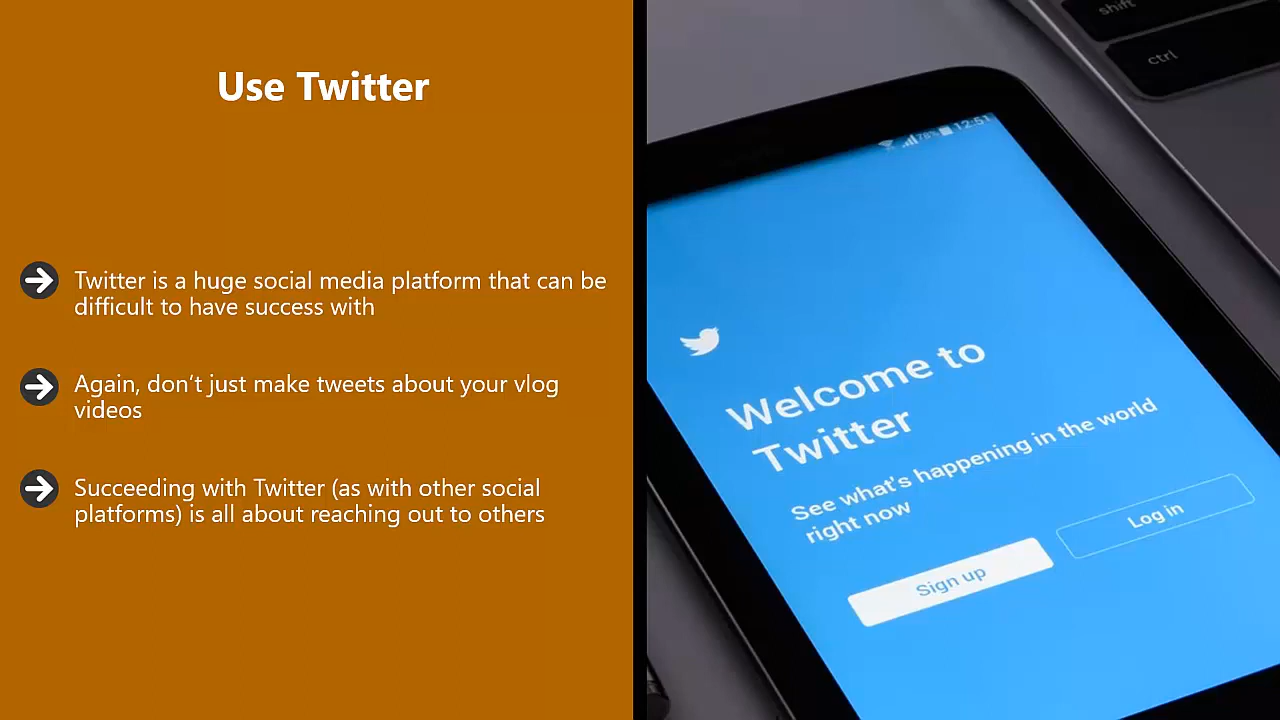 Use Twitter
Twitter is a huge social media platform that can be
difficult to have success with
Again, don’t just make tweets about your vlog
videos
Succeeding with Twitter (as with other social
platforms) is all about reaching out to others
shift
ctrl
78% 12:51
Welcome to
Twitter
See what's happening in the world
right now
Sign up
Log in